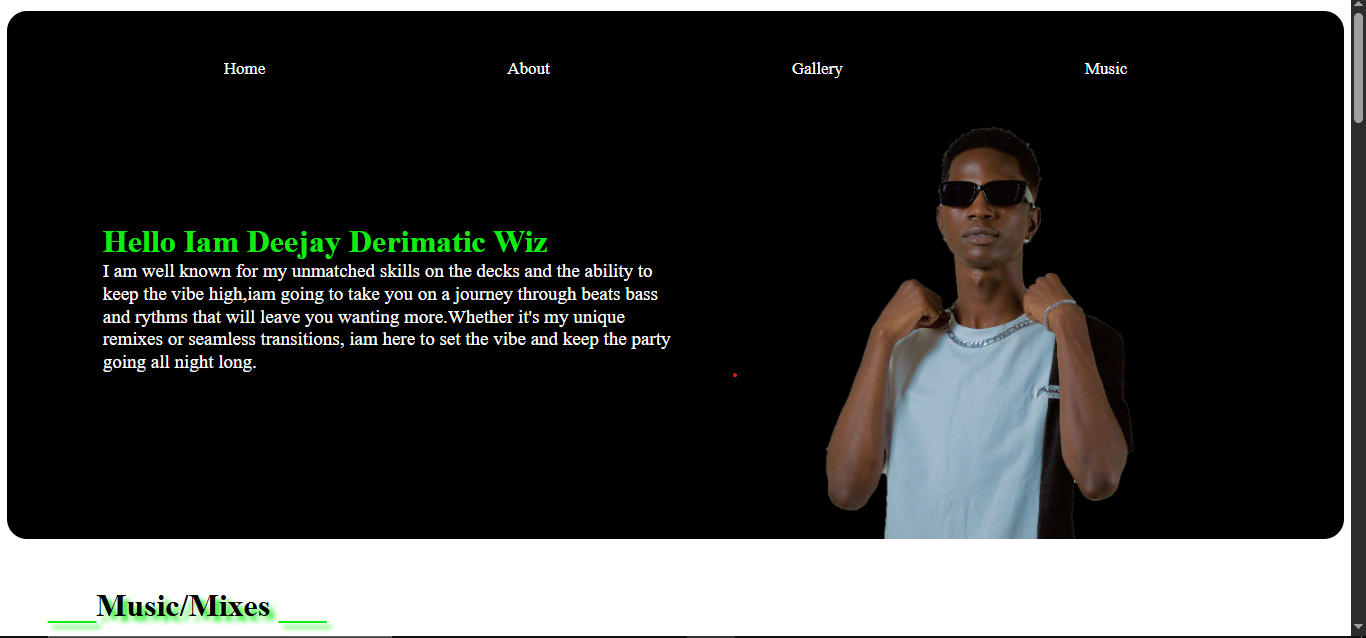 Home About Gallery Music
Hello Iam Deejay Derimatic Wiz
I am well known for my unmatched skills on the decks and the ability to
keep the vibe high,iam going to take you on a journey through beats bass
and rythms that will leave you wanting more.Whether it's my unique
remixes or seamless transitions, iam here to set the vibe and keep the party
going all night long.
Music/Mixes